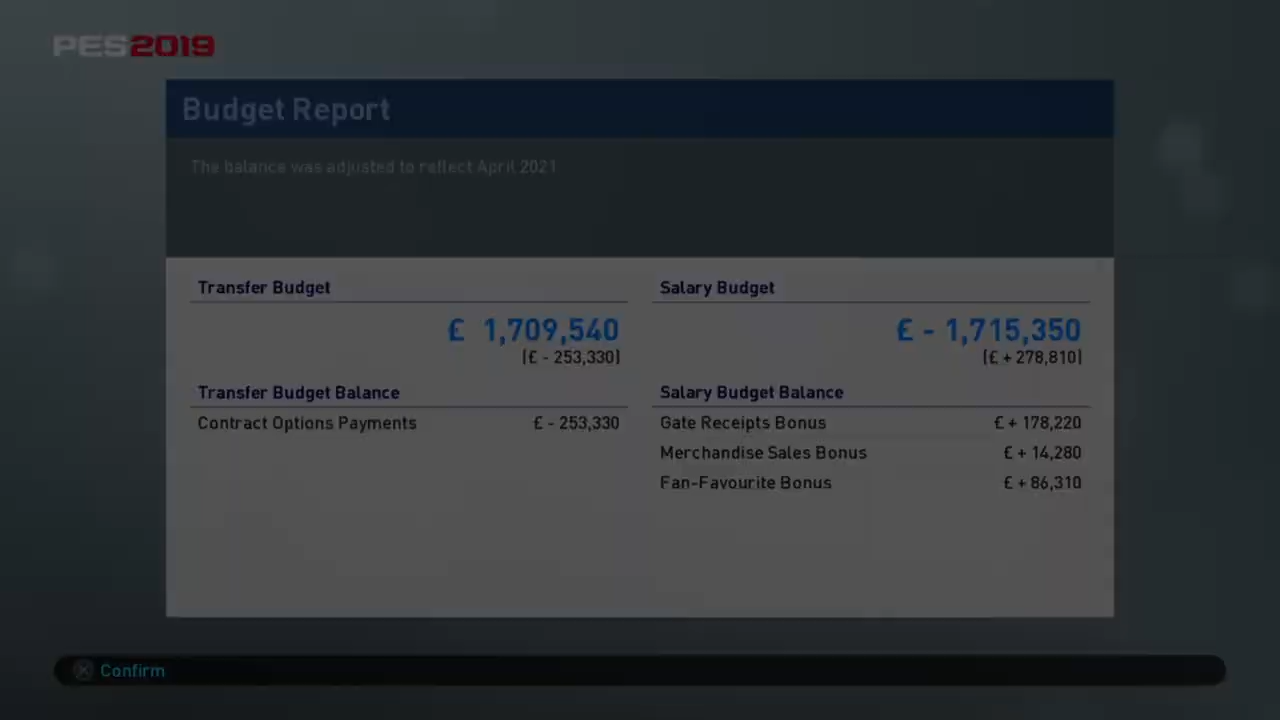 PES2019
Budget Report
The balance was adjusted to reflect April 2021
Transfer Budget
£ 1,709,540
(£ - 253,330)
Transfer Budget Balance
Contract Options Payments £ - 253,330
Salary Budget
£ - 1,715,350
(£ + 278,810)
Salary Budget Balance
Gate Receipts Bonus £ + 178,220
Merchandise Sales Bonus £ + 14,280
Fan-Favourite Bonus £ + 86,310
Confirm